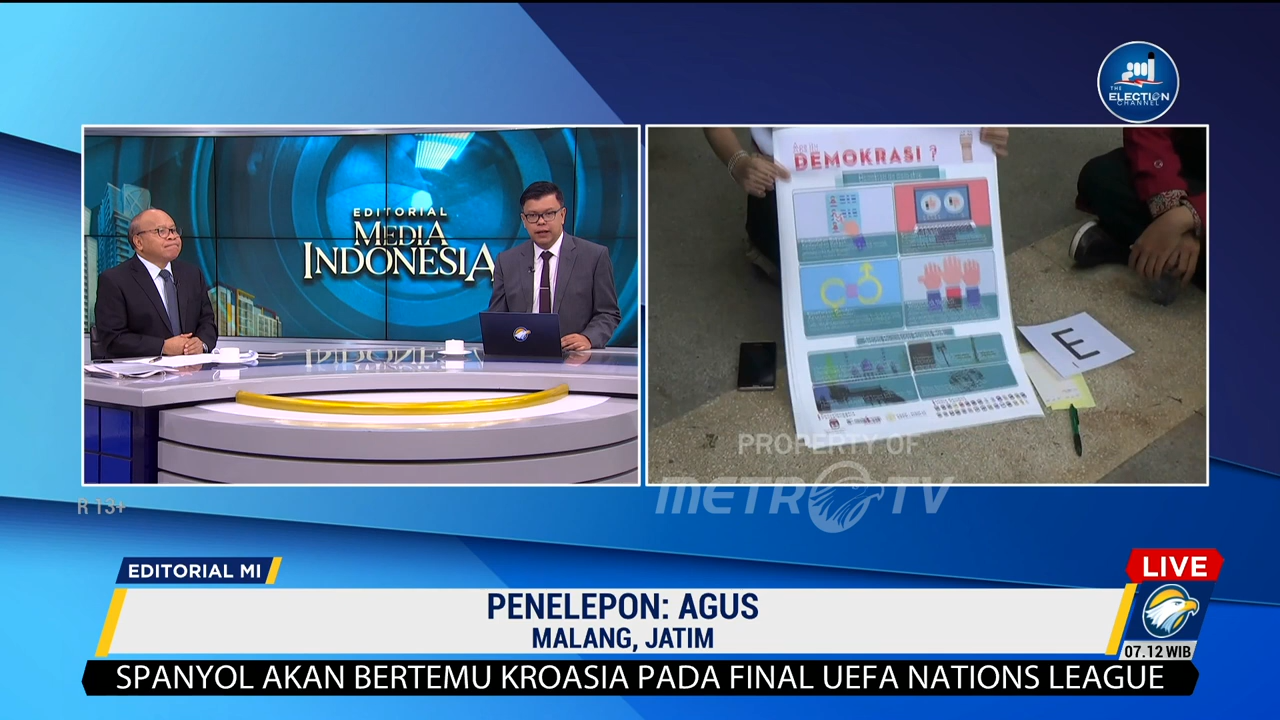 THE
ELECTION
CHANNEL
EDITORIAL
MEDIA
INDONESIA
DEMOKRASI ?
E
PROPERTY OF
METRO TV
R 13+
EDITORIAL MI
LIVE
PENELEPON: AGUS
MALANG, JATIM
07.12 WIB
SPANYOL AKAN BERTEMU KROASIA PADA FINAL UEFA NATIONS LEAGUE